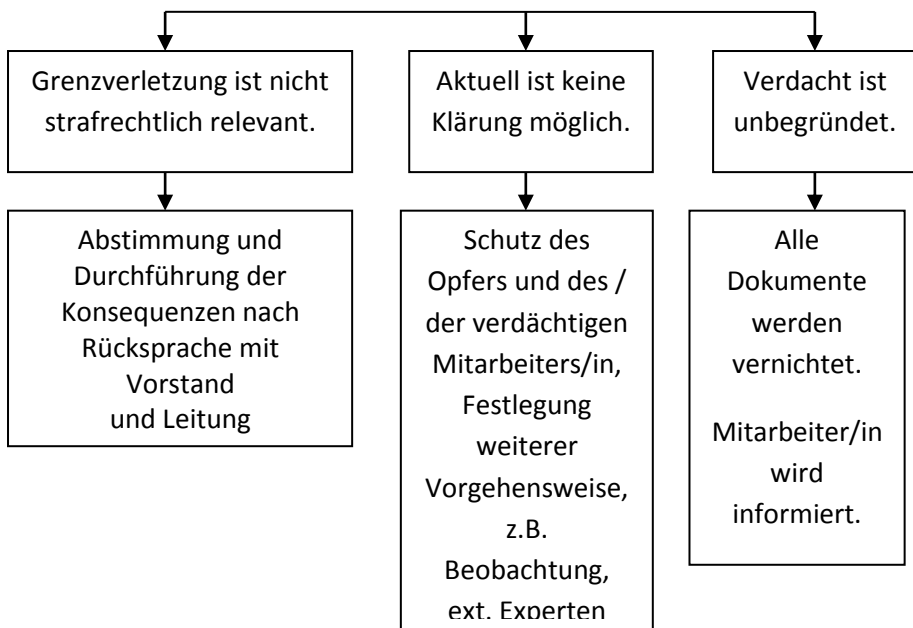 Grenzverletzung ist nicht
strafrechtlich relevant.
Aktuell ist keine
Klärung möglich.
Verdacht ist
unbegründet.
Abstimmung und
Durchführung der
Konsequenzen nach
Rücksprache mit
Vorstand
und Leitung
Schutz des
Opfers und des /
der verdächtigen
Mitarbeiters/in,
Festlegung
weiterer
Vorgehensweise,
z.B.
Beobachtung,
ext. Experten
Alle
Dokumente
werden
vernichtet.
Mitarbeiter/in
wird
informiert.